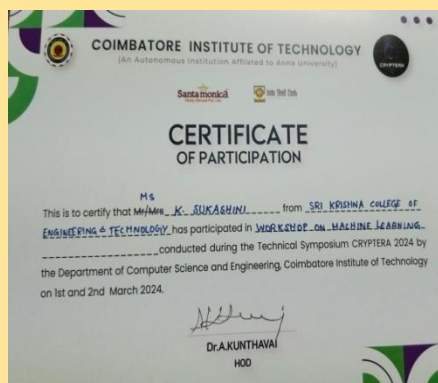 COIMBATORE INSTITUTE OF TECHNOLOGY
(An Autonomous Institution Affiliated to Anna University)
CRYPTERA
Santamonica
CERTIFICATE
OF PARTICIPATION
MS
This is to certify that Mr/Mrs K. SUKASHINI from SRI KRISHNA COLLEGE OF
ENGINEERING & TECHNOLOGY has participated in WORKSHOP ON MACHINE LEARNING
conducted during the Technical Symposium CRYPTERA 2024 by
the Department of Computer Science and Engineering, Coimbatore Institute of Technology
on 1st and 2nd March 2024.
Dr.A.KUNTHAVAI
HOD